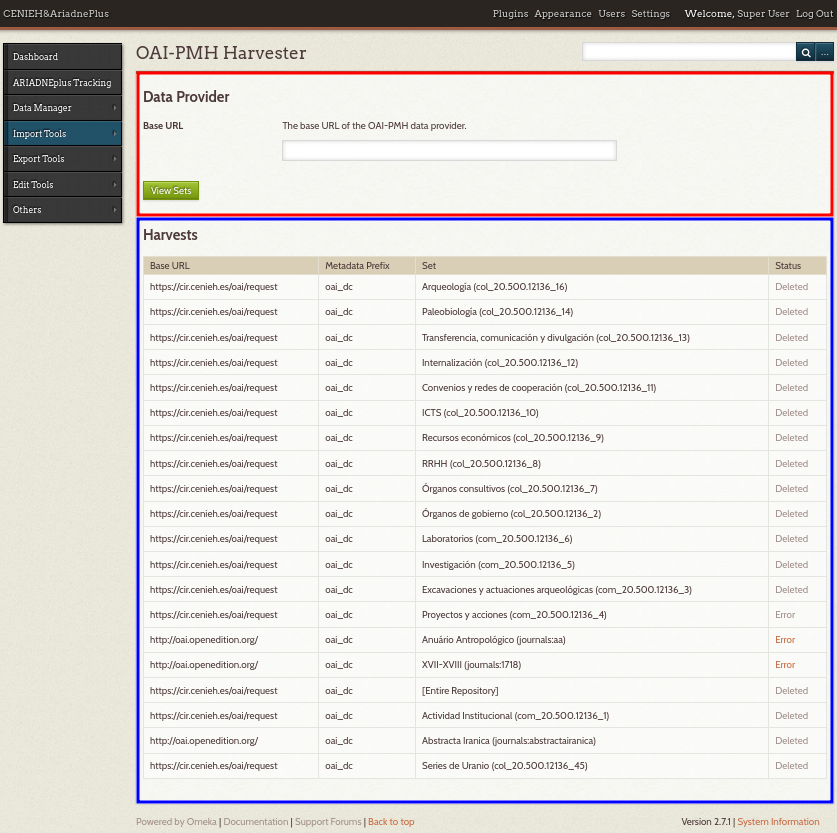 CENIEH&AriadnePlus
Plugins Appearance Users Settings Welcome, Super User Log Out
Dashboard
ARIADNEplus Tracking
Data Manager
Import Tools
Export Tools
Edit Tools
Others
OAI-PMH Harvester
...
Data Provider
Base URL The base URL of the OAI-PMH data provider.
View Sets
Harvests
Base URL Metadata Prefix Set Status
https://cir.cenieh.es/oai/request oai_dc Arqueología (col_20.500.12136_16) Deleted
https://cir.cenieh.es/oai/request oai_dc Paleobiología (col_20.500.12136_14) Deleted
https://cir.cenieh.es/oai/request oai_dc Transferencia, comunicación y divulgación (col_20.500.12136_13) Deleted
https://cir.cenieh.es/oai/request oai_dc Internalización (col_20.500.12136_12) Deleted
https://cir.cenieh.es/oai/request oai_dc Convenios y redes de cooperación (col_20.500.12136_11) Deleted
https://cir.cenieh.es/oai/request oai_dc ICTS (col_20.500.12136_10) Deleted
https://cir.cenieh.es/oai/request oai_dc Recursos económicos (col_20.500.12136_9) Deleted
https://cir.cenieh.es/oai/request oai_dc RRHH (col_20.500.12136_8) Deleted
https://cir.cenieh.es/oai/request oai_dc Órganos consultivos (col_20.500.12136_7) Deleted
https://cir.cenieh.es/oai/request oai_dc Órganos de gobierno (col_20.500.12136_2) Deleted
https://cir.cenieh.es/oai/request oai_dc Laboratorios (com_20.500.12136_6) Deleted
https://cir.cenieh.es/oai/request oai_dc Investigación (com_20.500.12136_5) Deleted
https://cir.cenieh.es/oai/request oai_dc Excavaciones y actuaciones arqueológicas (com_20.500.12136_3) Deleted
https://cir.cenieh.es/oai/request oai_dc Proyectos y acciones (com_20.500.12136_4) Error
http://oai.openedition.org/ oai_dc Anuário Antropológico (journals:aa) Error
http://oai.openedition.org/ oai_dc XVII-XVIII (journals:1718) Error
https://cir.cenieh.es/oai/request oai_dc [Entire Repository] Deleted
https://cir.cenieh.es/oai/request oai_dc Actividad Institucional (com_20.500.12136_1) Deleted
http://oai.openedition.org/ oai_dc Abstracta Iranica (journals:abstractairanica) Deleted
https://cir.cenieh.es/oai/request oai_dc Series de Uranio (col_20.500.12136_45) Deleted
Powered by Omeka | Documentation | Support Forums | Back to top Version 2.7.1 | System Information